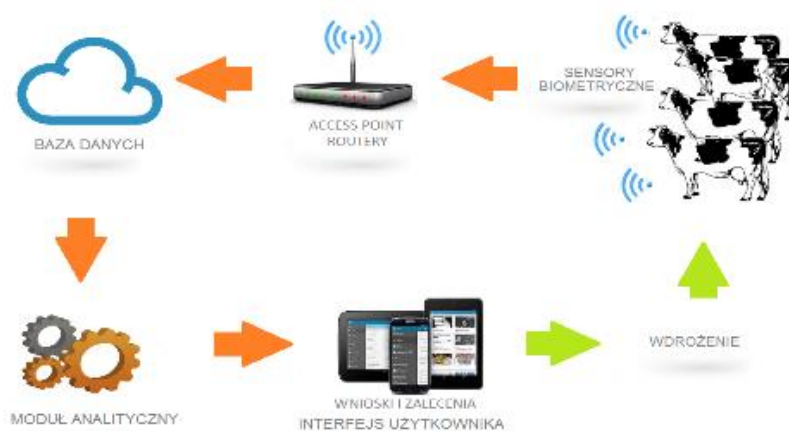 SENSORY
BIOMETRYCZNE
ACCESS POINT
ROUTERY
BAZA DANYCH
MODUŁ ANALITYCZNY
WNIOSKI I ZALECENIA
INTERFEJS UŻYTKOWNIKA
WDROŻENIE